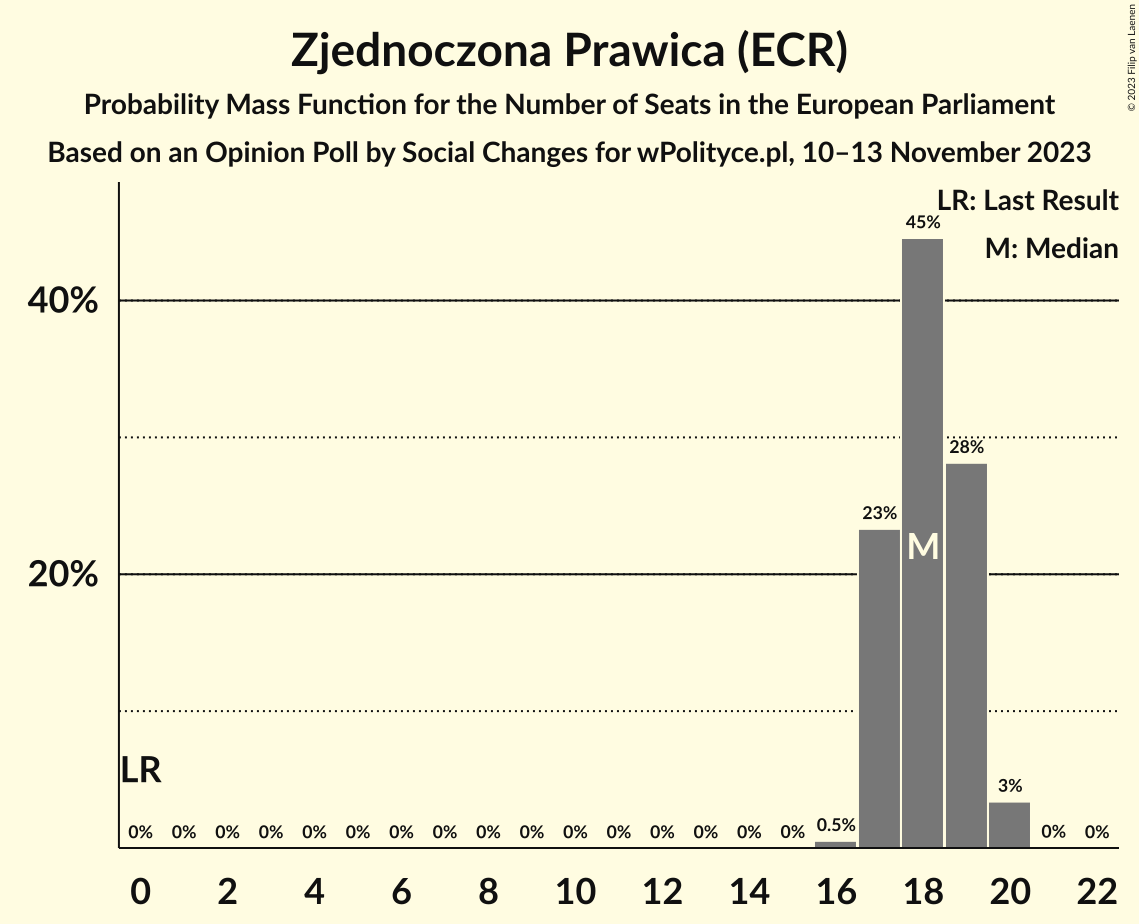 Zjednoczona Prawica (ECR)
Probability Mass Function for the Number of Seats in the European Parliament
Based on an Opinion Poll by Social Changes for wPolityce.pl, 10–13 November 2023
© 2023 Filip van Laenen
LR: Last Result
M: Median
45%
40%
28%
23%
M
20%
LR
3%
0% 0% 0% 0% 0% 0% 0% 0% 0% 0% 0% 0% 0% 0% 0% 0% 0.5% 0% 0%
0 2 4 6 8 10 12 14 16 18 20 22